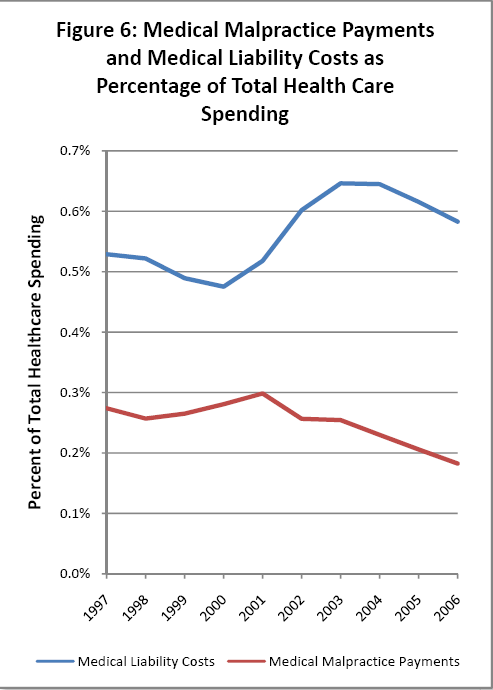 Figure 6: Medical Malpractice Payments
and Medical Liability Costs as
Percentage of Total Health Care
Spending
Percent of Total Healthcare Spending
0.7%
0.6%
0.5%
0.4%
0.3%
0.2%
0.1%
0.0%
1997 1998 1999 2000 2001 2002 2003 2004 2005 2006
Medical Liability Costs Medical Malpractice Payments